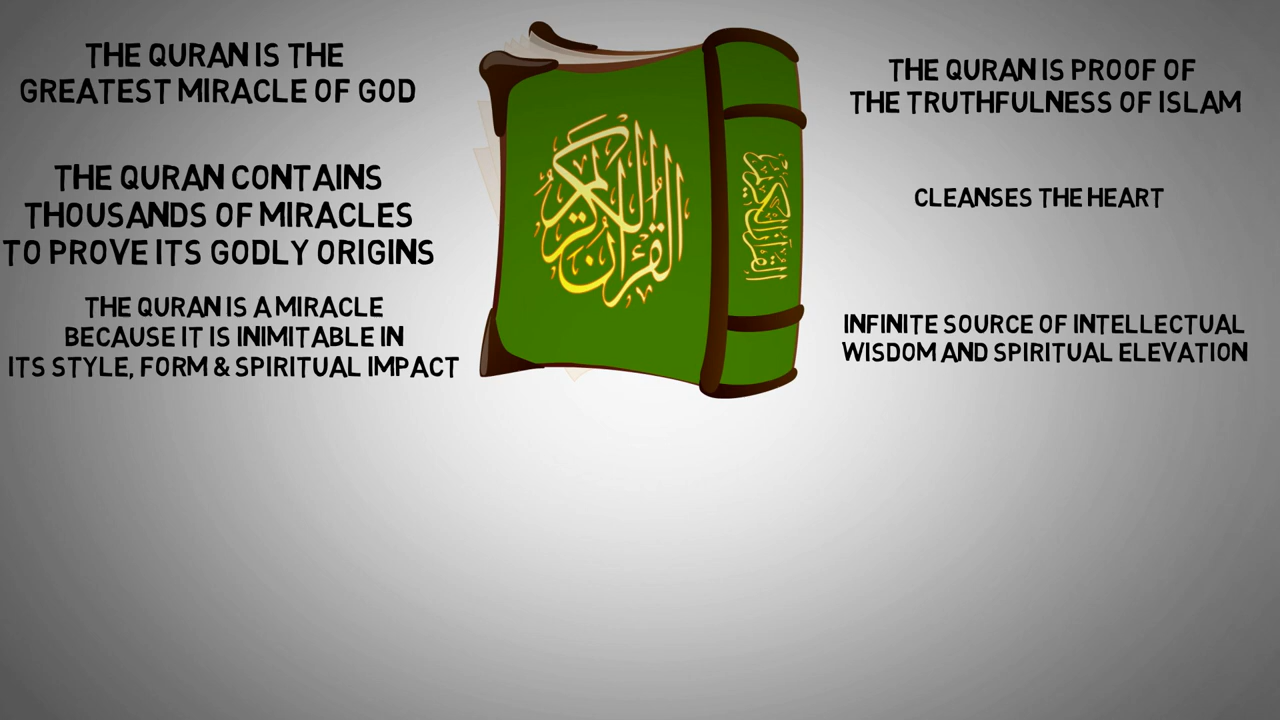 THE QURAN IS THE
GREATEST MIRACLE OF GOD
THE QURAN CONTAINS
THOUSANDS OF MIRACLES
TO PROVE ITS GODLY ORIGINS
THE QURAN IS A MIRACLE
BECAUSE IT IS INIMITABLE IN
ITS STYLE, FORM & SPIRITUAL IMPACT
القرآن الكريم
القرآن الكريم
THE QURAN IS PROOF OF
THE TRUTHFULNESS OF ISLAM
CLEANSES THE HEART
INFINITE SOURCE OF INTELLECTUAL
WISDOM AND SPIRITUAL ELEVATION